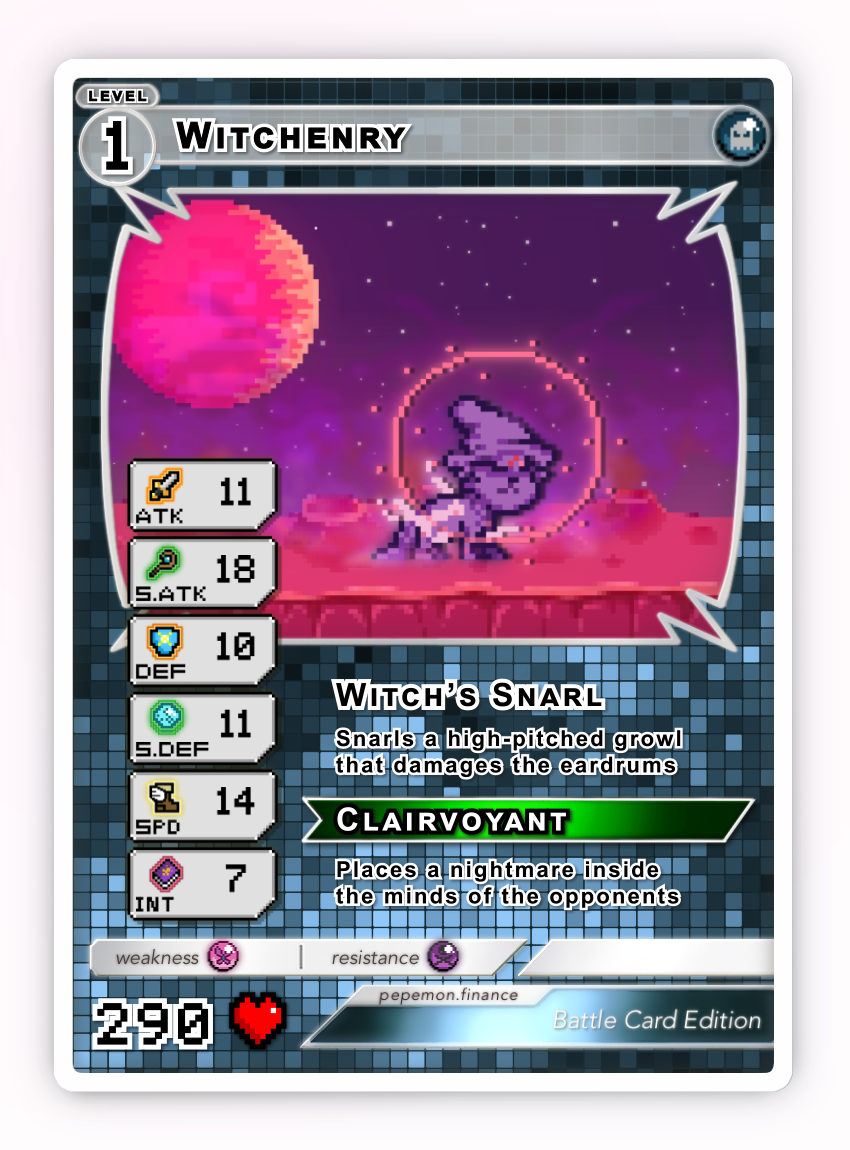 LEVEL
1 Witchenry
11
ATK
18
S.ATK
10
DEF
11
S.DEF
14
SPD
7
INT
Witch's Snarl
Snarls a high-pitched growl
that damages the eardrums
Clairvoyant
Places a nightmare inside
the minds of the opponents
weakness | resistance
290
pepemon.finance
Battle Card Edition